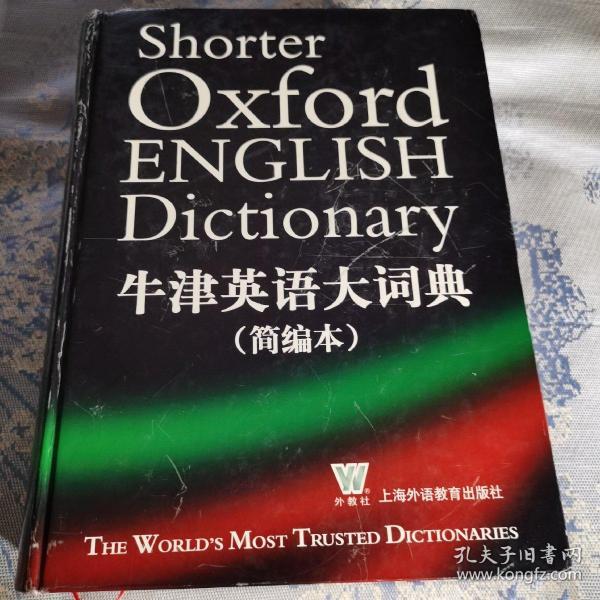 Shorter
Oxford
ENGLISH
Dictionary
牛津英语大词典
（简编本）
W®
外教社 上海外语教育出版社
THE WORLD'S MOST TRUSTED DICTIONARIES
孔夫子旧书网
www.kongfz.com